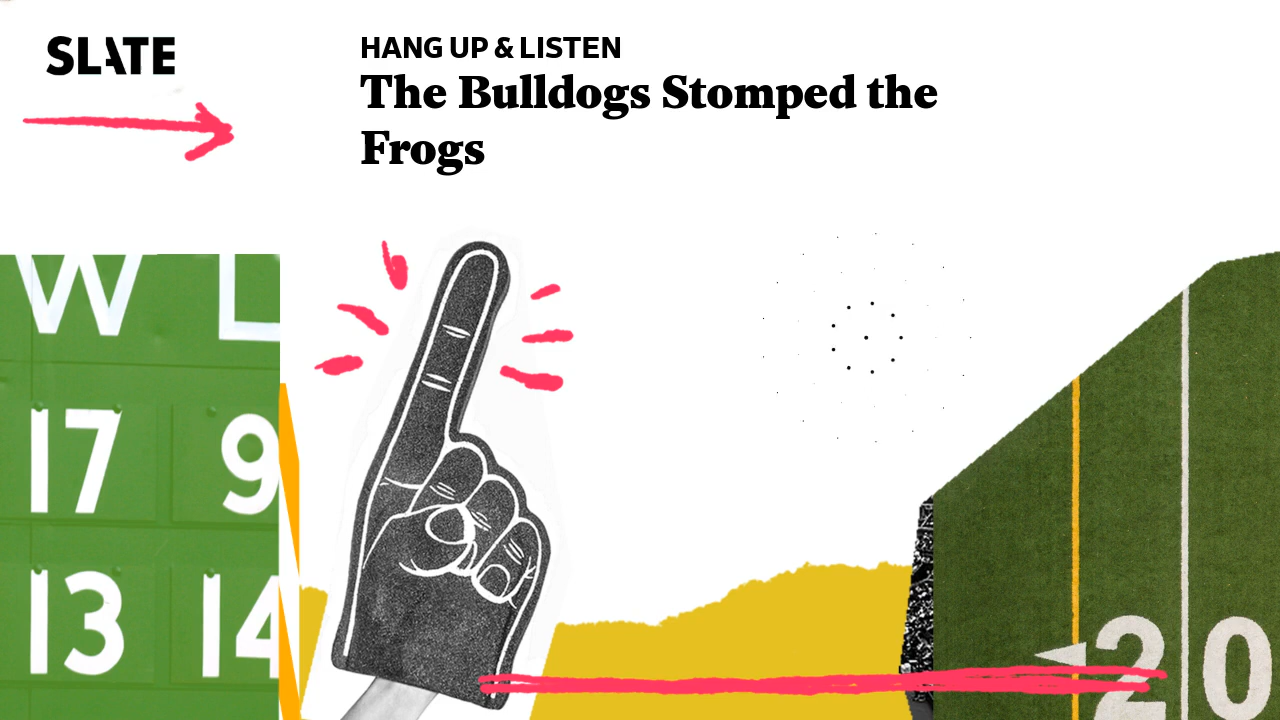 SLATE
HANG UP & LISTEN
The Bulldogs Stomped the
Frogs
W L
17 9
13 14
20